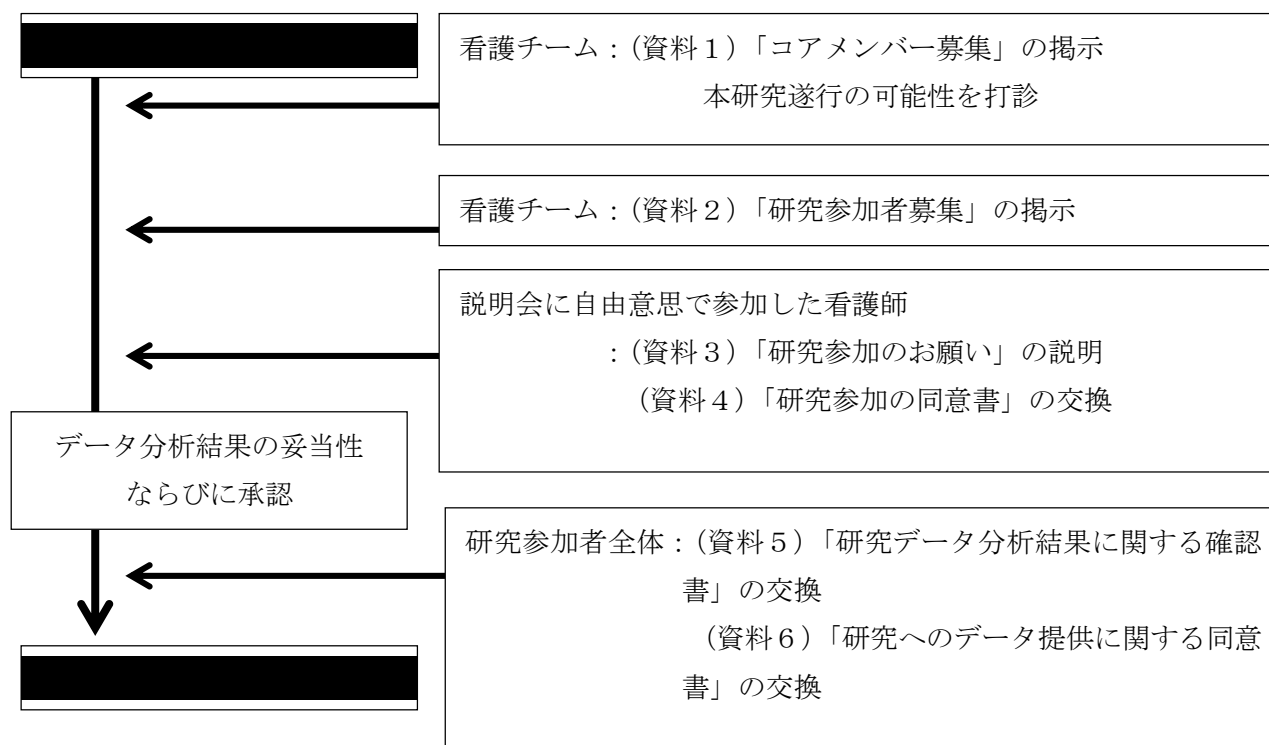 看護チーム：（資料１）「コアメンバー募集」の掲示
本研究遂行の可能性を打診
看護チーム：（資料２）「研究参加者募集」の掲示
説明会に自由意思で参加した看護師
：（資料３）「研究参加のお願い」の説明
（資料４）「研究参加の同意書」の交換
データ分析結果の妥当性
ならびに承認
研究参加者全体：（資料５）「研究データ分析結果に関する確認
書」の交換
（資料６）「研究へのデータ提供に関する同意
書」の交換